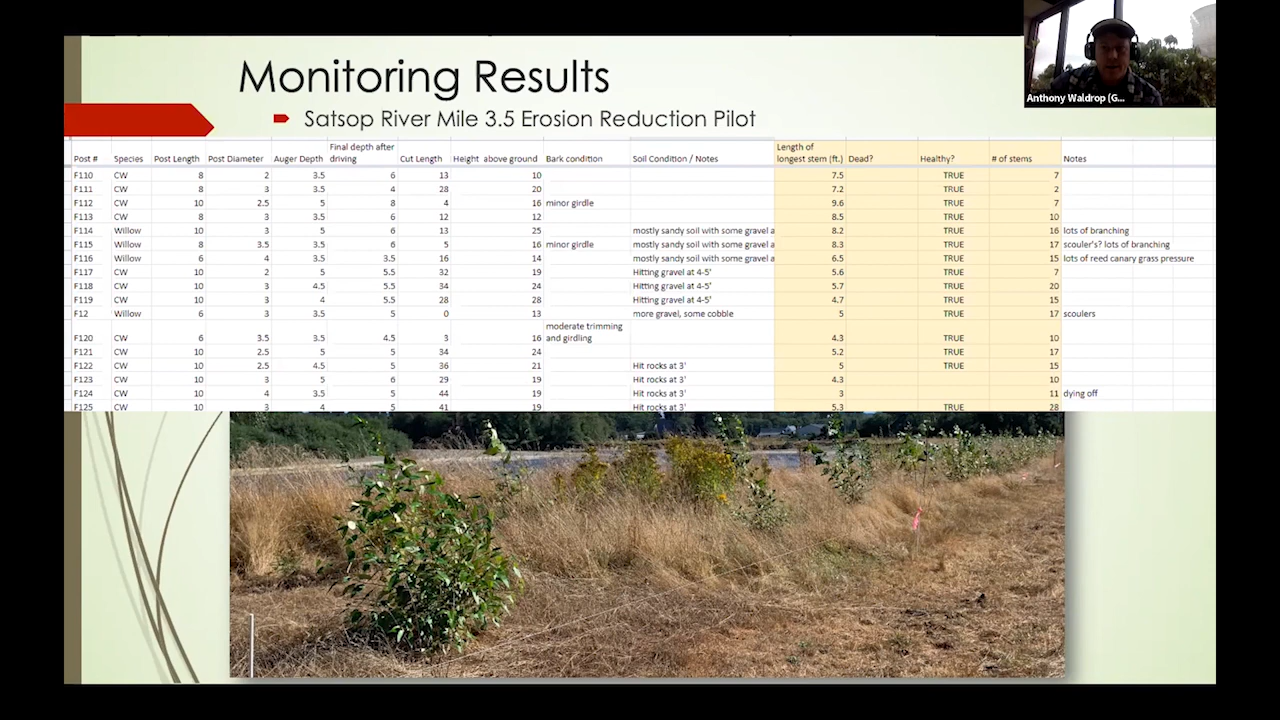 Monitoring Results
Satsop River Mile 3.5 Erosion Reduction Pilot
Anthony Waldrop (G...
Post # Species Post Length Post Diameter Auger Depth Final depth after driving Cut Length Height above ground Bark condition Soil Condition / Notes Length of longest stem (ft.) Dead? Healthy? # of stems Notes
F110 CW 8 2 3.5 6 13 10 7.5 TRUE 7
F111 CW 8 3 3.5 4 28 20 7.2 TRUE 2
F112 CW 10 2.5 5 8 4 16 minor girdle 9.6 TRUE 7
F113 CW 8 3 3.5 6 12 12 8.5 TRUE 10
F114 Willow 10 3 5 6 13 25 mostly sandy soil with some gravel a 8.2 TRUE 16 lots of branching
F115 Willow 8 3.5 3.5 6 5 16 minor girdle mostly sandy soil with some gravel a 8.3 TRUE 17 scouler's? lots of branching
F116 Willow 6 4 3.5 3.5 16 14 mostly sandy soil with some gravel a 6.5 TRUE 15 lots of reed canary grass pressure
F117 CW 10 2 5 5.5 32 19 Hitting gravel at 4-5' 5.6 TRUE 7
F118 CW 10 3 4.5 5.5 34 24 Hitting gravel at 4-5' 5.7 TRUE 20
F119 CW 10 3 4 5.5 28 28 Hitting gravel at 4-5' 4.7 TRUE 15
F12 Willow 6 3 3.5 5 0 13 more gravel, some cobble 5 TRUE 17 scoulers
F120 CW 6 3.5 3.5 4.5 3 16 moderate trimming and girdling 4.3 TRUE 10
F121 CW 10 2.5 5 5 34 24 5.2 TRUE 17
F122 CW 10 2.5 4.5 5 36 21 Hit rocks at 3' 5 TRUE 15
F123 CW 10 3 5 6 29 19 Hit rocks at 3' 4.3 10
F124 CW 10 4 3.5 5 44 19 Hit rocks at 3' 3 11 dying off
F125 CW 10 3 4 5 41 19 Hit rocks at 3' 5.3 TRUE 28